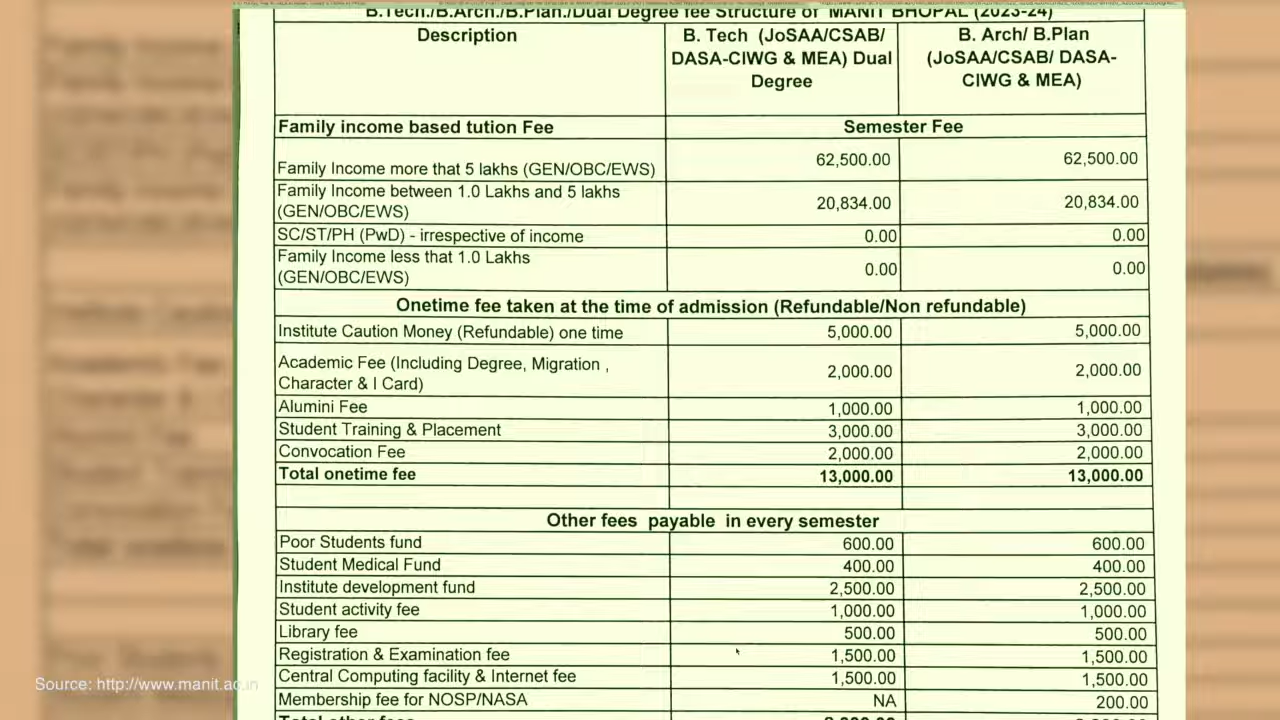 B.Tech./B.Arch./B.Plan./Dual Degree fee Structure of MANIT BHOPAL (2023-24)
Description
B. Tech (JoSAA/CSAB/
DASA-CIWG & MEA) Dual
Degree
B. Arch/ B.Plan
(JoSAA/CSAB/ DASA-
CIWG & MEA)
Family income based tution Fee Semester Fee
Family Income more that 5 lakhs (GEN/OBC/EWS) 62,500.00 62,500.00
Family Income between 1.0 Lakhs and 5 lakhs
(GEN/OBC/EWS) 20,834.00 20,834.00
SC/ST/PH (PwD) - irrespective of income 0.00 0.00
Family Income less that 1.0 Lakhs
(GEN/OBC/EWS) 0.00 0.00
Onetime fee taken at the time of admission (Refundable/Non refundable)
Institute Caution Money (Refundable) one time 5,000.00 5,000.00
Academic Fee (Including Degree, Migration ,
Character & I Card) 2,000.00 2,000.00
Alumini Fee 1,000.00 1,000.00
Student Training & Placement 3,000.00 3,000.00
Convocation Fee 2,000.00 2,000.00
Total onetime fee 13,000.00 13,000.00
Other fees payable in every semester
Poor Students fund 600.00 600.00
Student Medical Fund 400.00 400.00
Institute development fund 2,500.00 2,500.00
Student activity fee 1,000.00 1,000.00
Library fee 500.00 500.00
Registration & Examination fee 1,500.00 1,500.00
Central Computing facility & Internet fee 1,500.00 1,500.00
Membership fee for NOSP/NASA NA 200.00
Total other fees
Source: http://www.manit.ac.in